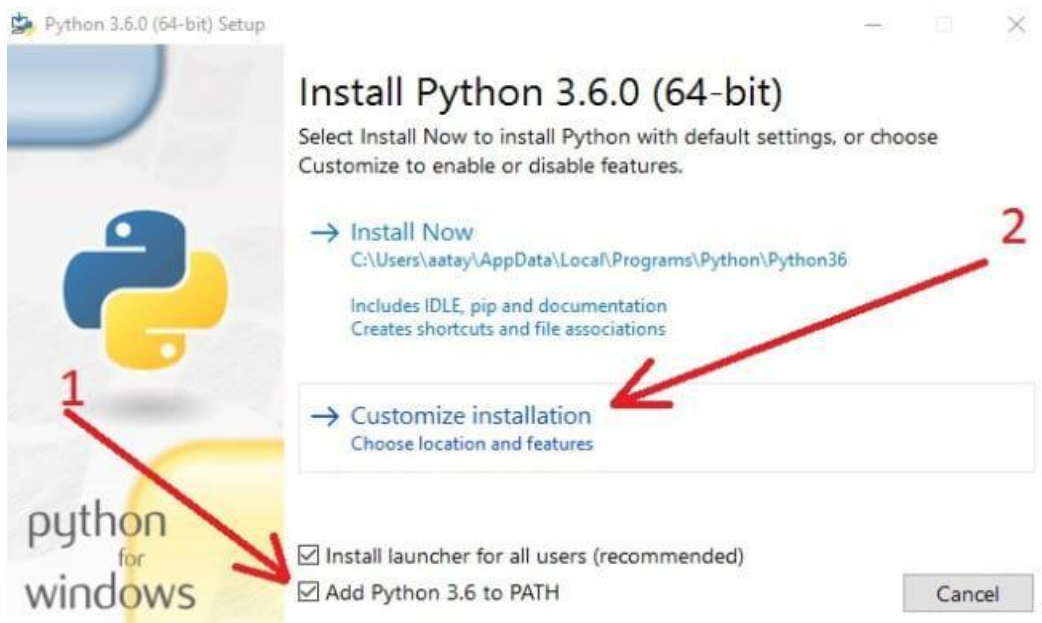 Python 3.6.0 (64-bit) Setup
Install Python 3.6.0 (64-bit)
Select Install Now to install Python with default settings, or choose
Customize to enable or disable features.
Install Now
C:\Users\aatay\AppData\Local\Programs\Python\Python36
Includes IDLE, pip and documentation
Creates shortcuts and file associations
2
Customize installation
Choose location and features
1
Install launcher for all users (recommended)
Add Python 3.6 to PATH
python
for
windows
Cancel